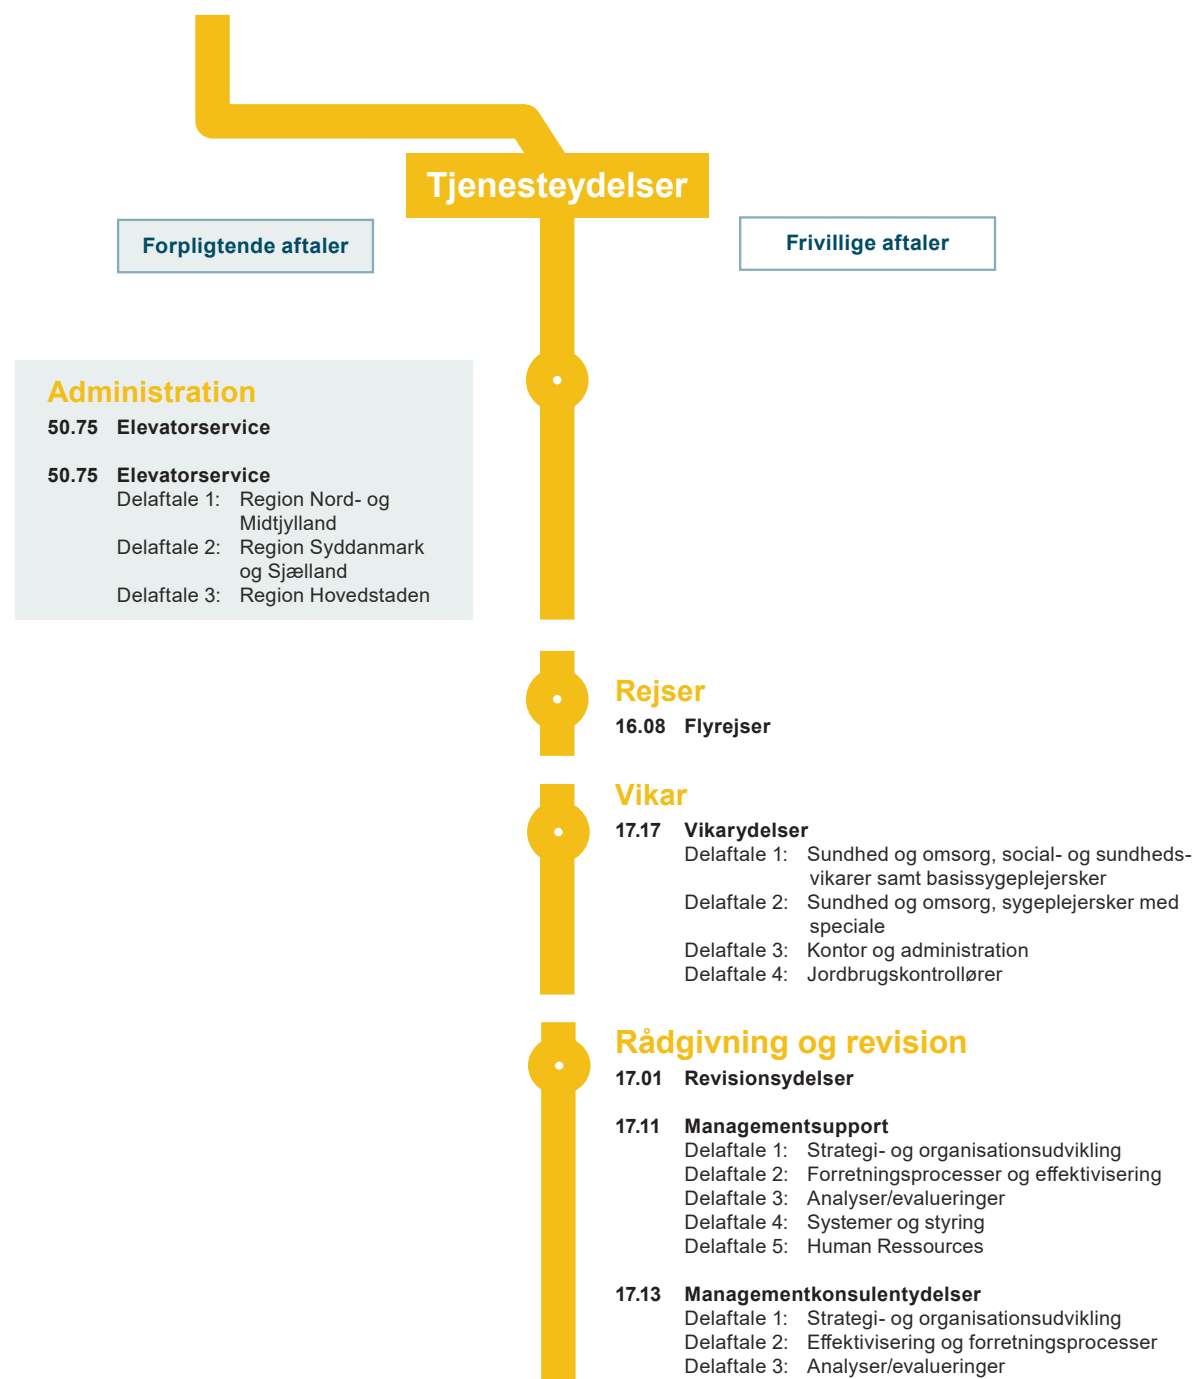 Tjenesteydelser
Forpligtende aftaler
Frivillige aftaler
Administration
50.75 Elevatorservice
50.75 Elevatorservice
Delaftale 1: Region Nord- og
Midtjylland
Delaftale 2: Region Syddanmark
og Sjælland
Delaftale 3: Region Hovedstaden
Rejser
16.08 Flyrejser
Vikar
17.17 Vikarydelser
Delaftale 1: Sundhed og omsorg, social- og sundheds-
vikarer samt basissygeplejersker
Delaftale 2: Sundhed og omsorg, sygeplejersker med
speciale
Delaftale 3: Kontor og administration
Delaftale 4: Jordbrugskontrollører
Rådgivning og revision
17.01 Revisionsydelser
17.11 Managementsupport
Delaftale 1: Strategi- og organisationsudvikling
Delaftale 2: Forretningsprocesser og effektivisering
Delaftale 3: Analyser/evalueringer
Delaftale 4: Systemer og styring
Delaftale 5: Human Ressources
17.13 Managementkonsulentydelser
Delaftale 1: Strategi- og organisationsudvikling
Delaftale 2: Effektivisering og forretningsprocesser
Delaftale 3: Analyser/evalueringer